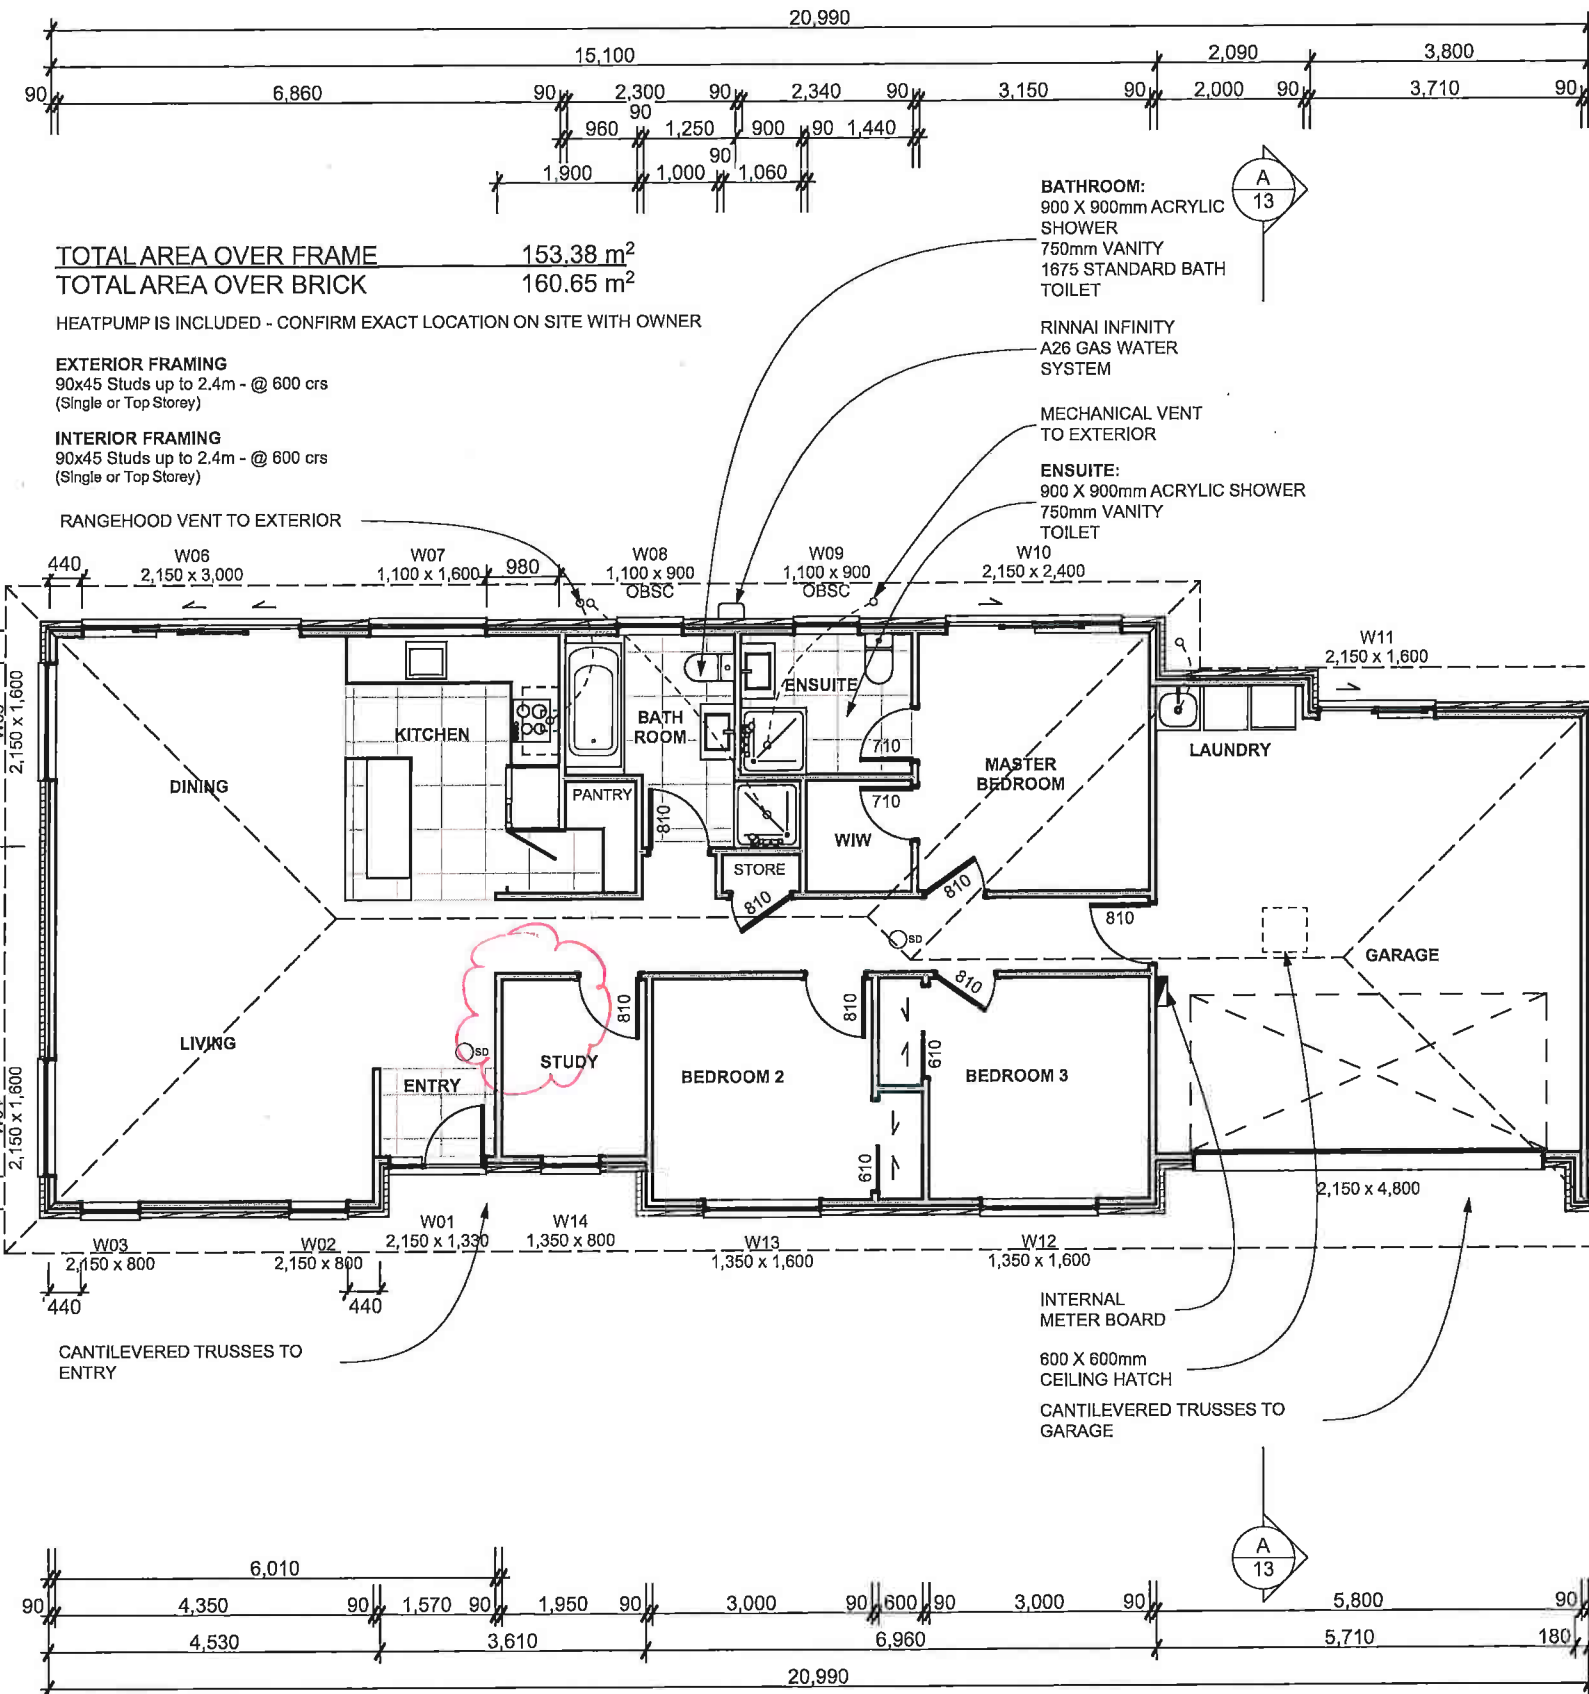 20,990
15,100 2,090 3,800
90 6,860 90 2,300 90 2,340 90 3,150 90 2,000 90 3,710 90
90
960 1,250 900 90 1,440
90
1,900 1,000 1,060
A
13
BATHROOM:
900 X 900mm ACRYLIC
SHOWER
750mm VANITY
1675 STANDARD BATH
TOILET
TOTAL AREA OVER FRAME 153.38 m²
TOTAL AREA OVER BRICK 160.65 m²
HEATPUMP IS INCLUDED - CONFIRM EXACT LOCATION ON SITE WITH OWNER
RINNAI INFINITY
A26 GAS WATER
SYSTEM
EXTERIOR FRAMING
90x45 Studs up to 2.4m - @ 600 crs
(Single or Top Storey)
MECHANICAL VENT
TO EXTERIOR
INTERIOR FRAMING
90x45 Studs up to 2.4m - @ 600 crs
(Single or Top Storey)
ENSUITE:
900 X 900mm ACRYLIC SHOWER
750mm VANITY
TOILET
RANGEHOOD VENT TO EXTERIOR
440
W06
2,150 x 3,000
W07
1,100 x 1,600
980
W08
1,100 x 900
OBSC
W09
1,100 x 900
OBSC
W10
2,150 x 2,400
W11
2,150 x 1,600
2,150 x 1,600
ENSUITE
KITCHEN
BATH
ROOM
710
LAUNDRY
MASTER
BEDROOM
DINING
PANTRY
810
710
WIW
STORE
810
810
810
SD
GARAGE
810
810
810
LIVING
SD
STUDY
610
ENTRY
BEDROOM 2
BEDROOM 3
2,150 x 1,600
610
2,150 x 4,800
W03
2,150 x 800
W02
2,150 x 800
W01
2,150 x 1,330
W14
1,350 x 800
W13
1,350 x 1,600
W12
1,350 x 1,600
440
440
INTERNAL
METER BOARD
CANTILEVERED TRUSSES TO
ENTRY
600 X 600mm
CEILING HATCH
CANTILEVERED TRUSSES TO
GARAGE
A
13
6,010
90 4,350 90 1,570 90 1,950 90 3,000 90 600 90 3,000 90 5,800 90
4,530 3,610 6,960 5,710 180
20,990